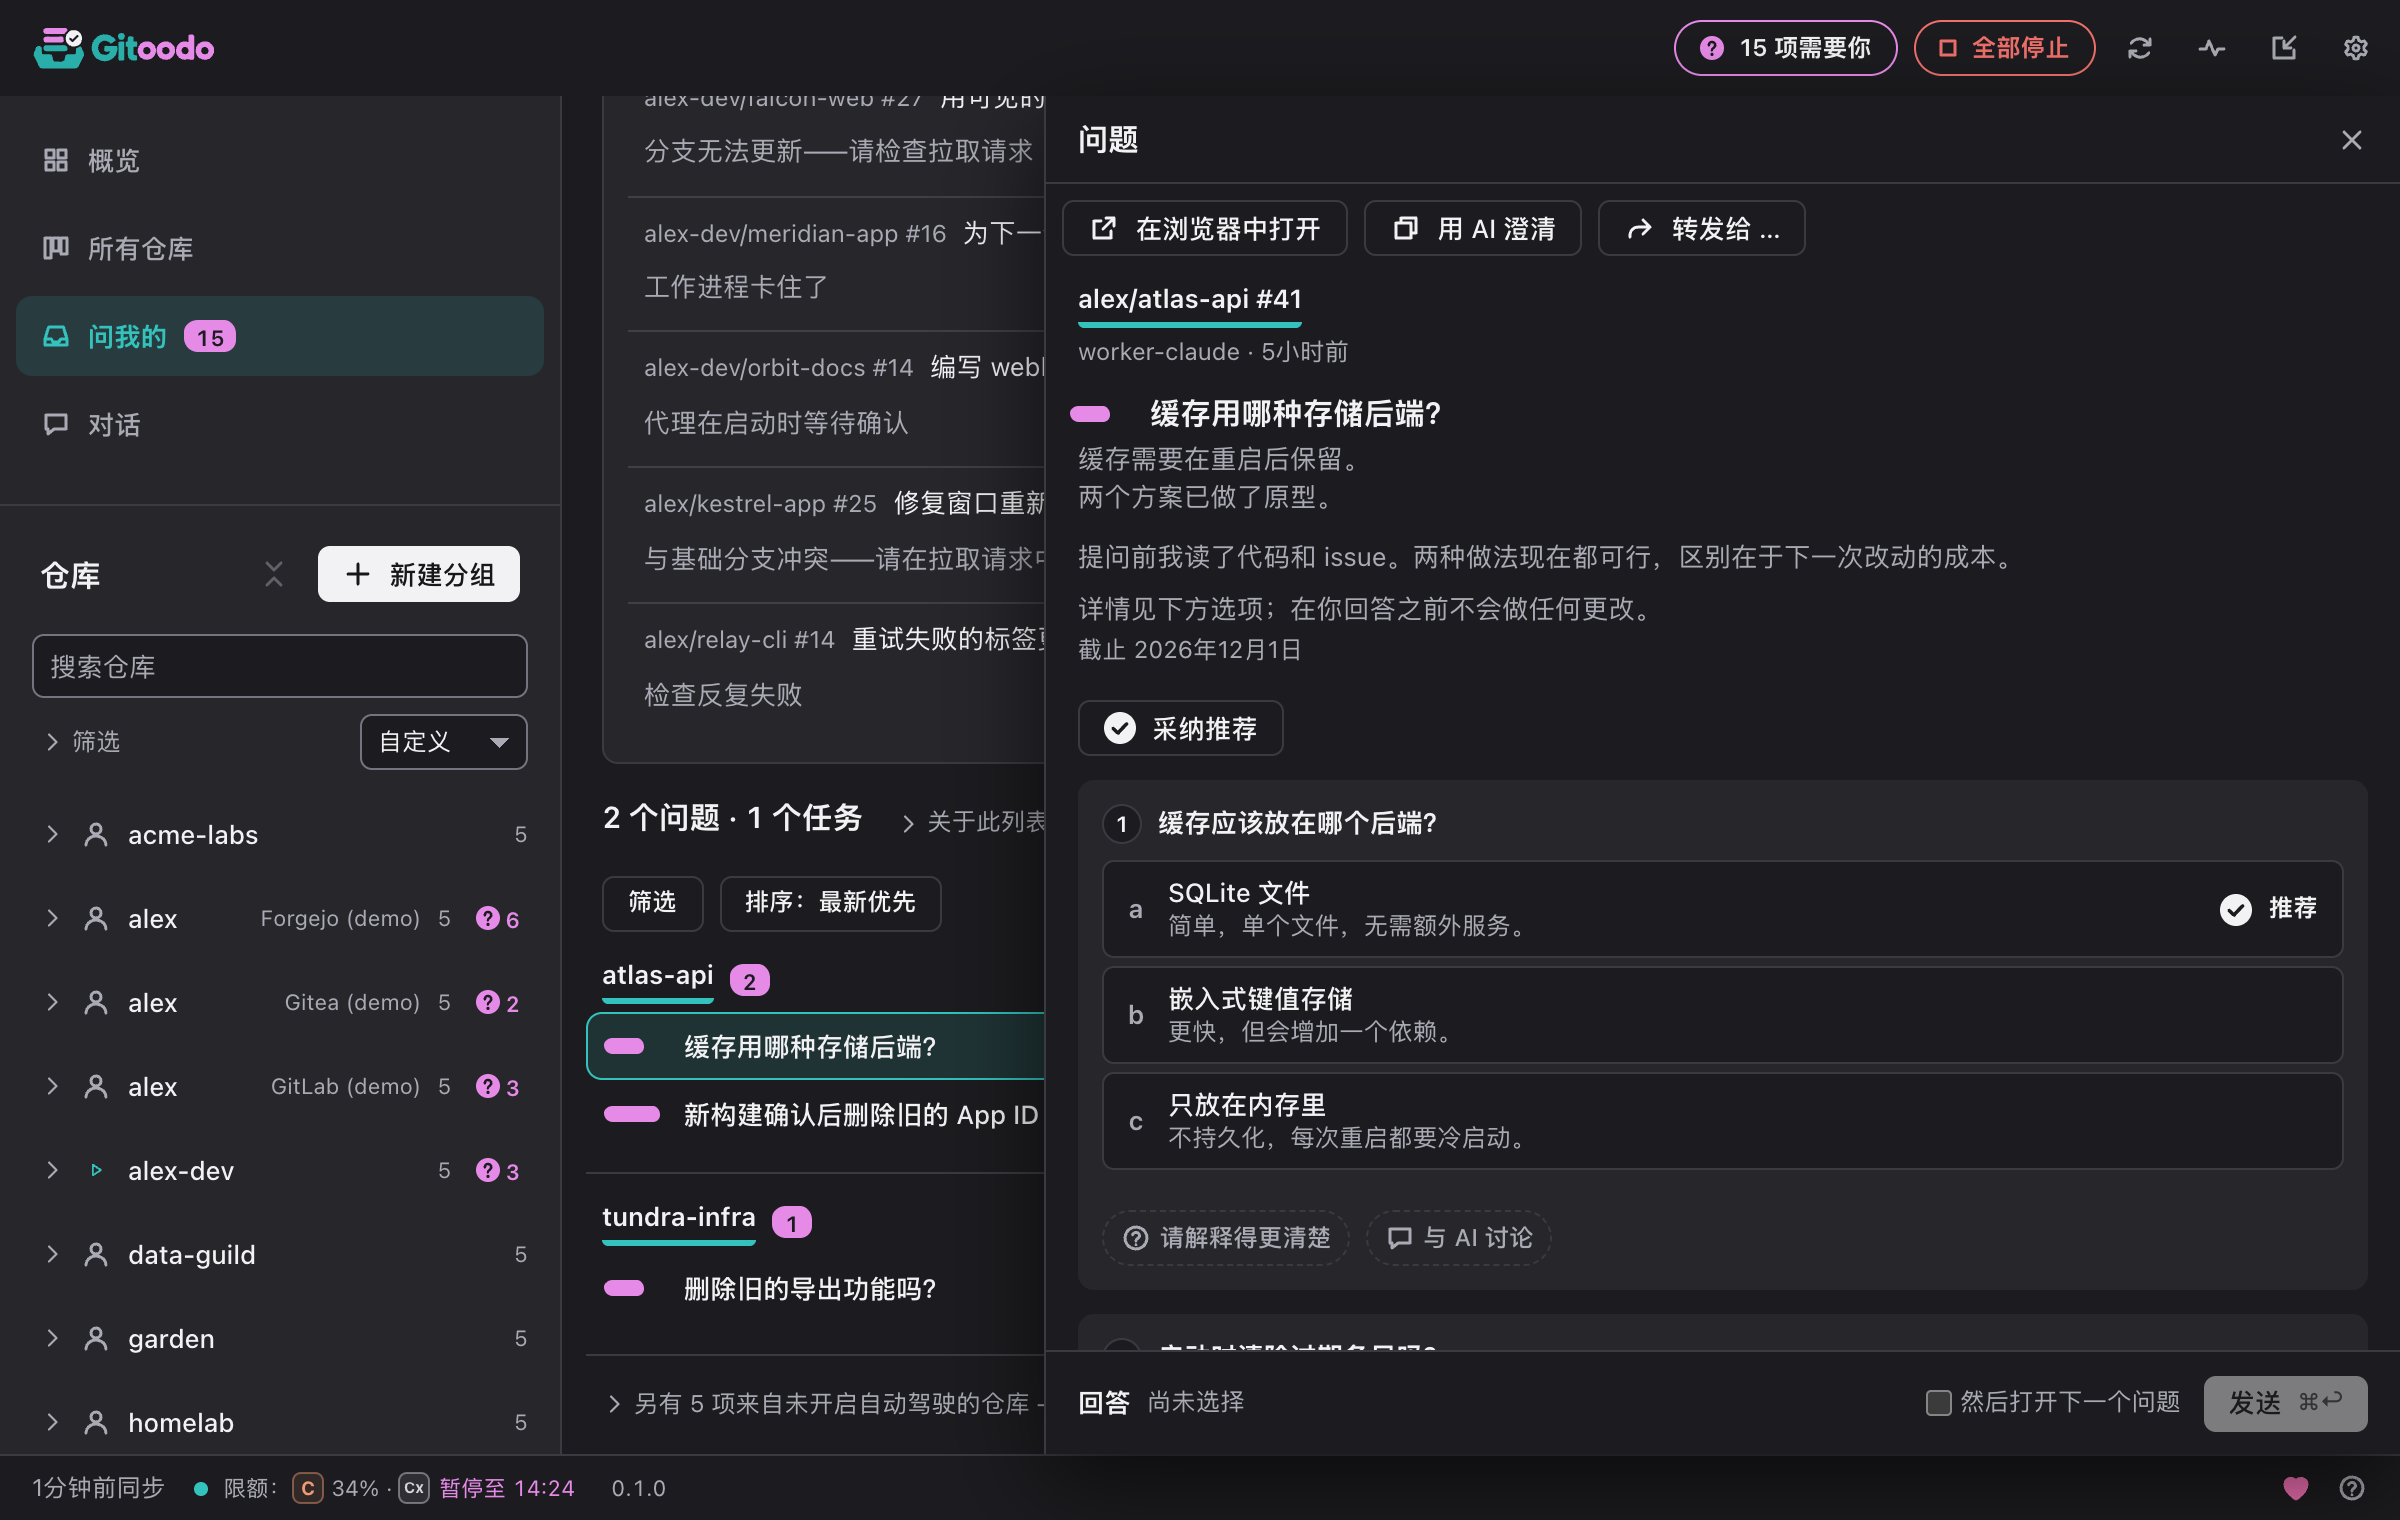 Gitoodo
15 项需要你
全部停止
概览
所有仓库
问我的 15
对话
仓库
新建分组
搜索仓库
筛选
自定义
acme-labs 5
alex Forgejo (demo) 5 6
alex Gitea (demo) 5 2
alex GitLab (demo) 5 3
alex-dev 5 3
data-guild 5
garden 5
homelab 5
alex-dev/falcon-web #27 用可见的
分支无法更新——请检查拉取请求
alex-dev/meridian-app #16 为下一
工作进程卡住了
alex-dev/orbit-docs #14 编写
代理在启动时等待确认
alex/kestrel-app #25 修复窗口重新
与基础分支冲突——请在拉取请求
alex/relay-cli #14 重试失败的标签
检查反复失败
2 个问题 · 1 个任务
关于此列表
筛选
排序：最新优先
atlas-api 2
缓存用哪种存储后端?
新构建确认后删除旧的 App ID
tundra-infra 1
删除旧的导出功能吗?
另有 5 项来自未开启自动驾驶的仓库
问题
在浏览器中打开
用 AI 澄清
转发给 ...
alex/atlas-api #41
worker-claude · 5小时前
缓存用哪种存储后端?
缓存需要在重启后保留。
两个方案已做了原型。
提问前我读了代码和 issue。两种做法现在都可行，区别在于下一次改动的成本。
详情见下方选项；在你回答之前不会做任何更改。
截止 2026年12月1日
采纳推荐
1 缓存应该放在哪个后端?
a SQLite 文件
简单，单个文件，无需额外服务。
推荐
b 嵌入式键值存储
更快，但会增加一个依赖。
c 只放在内存里
不持久化，每次重启都要冷启动。
请解释得更清楚
与 AI 讨论
回答 尚未选择
然后打开下一个问题
发送 ⌘↩
1分钟前同步
限额： C 34% · Cx 暂停至 14:24
0.1.0